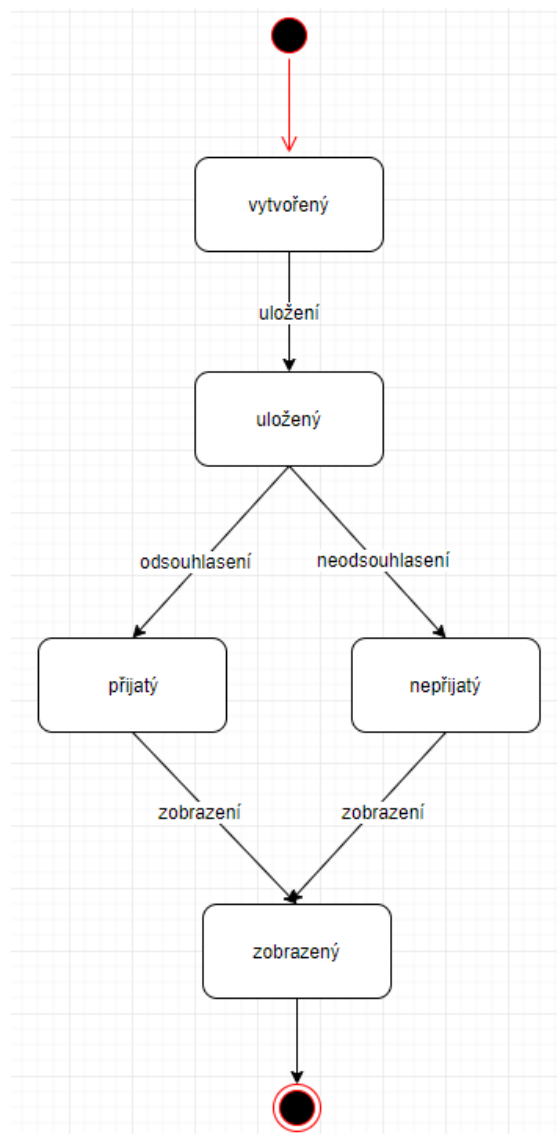 vytvořený
uložení
uložený
odsouhlasení
neodsouhlasení
přijatý
nepřijatý
zobrazení
zobrazení
zobrazený